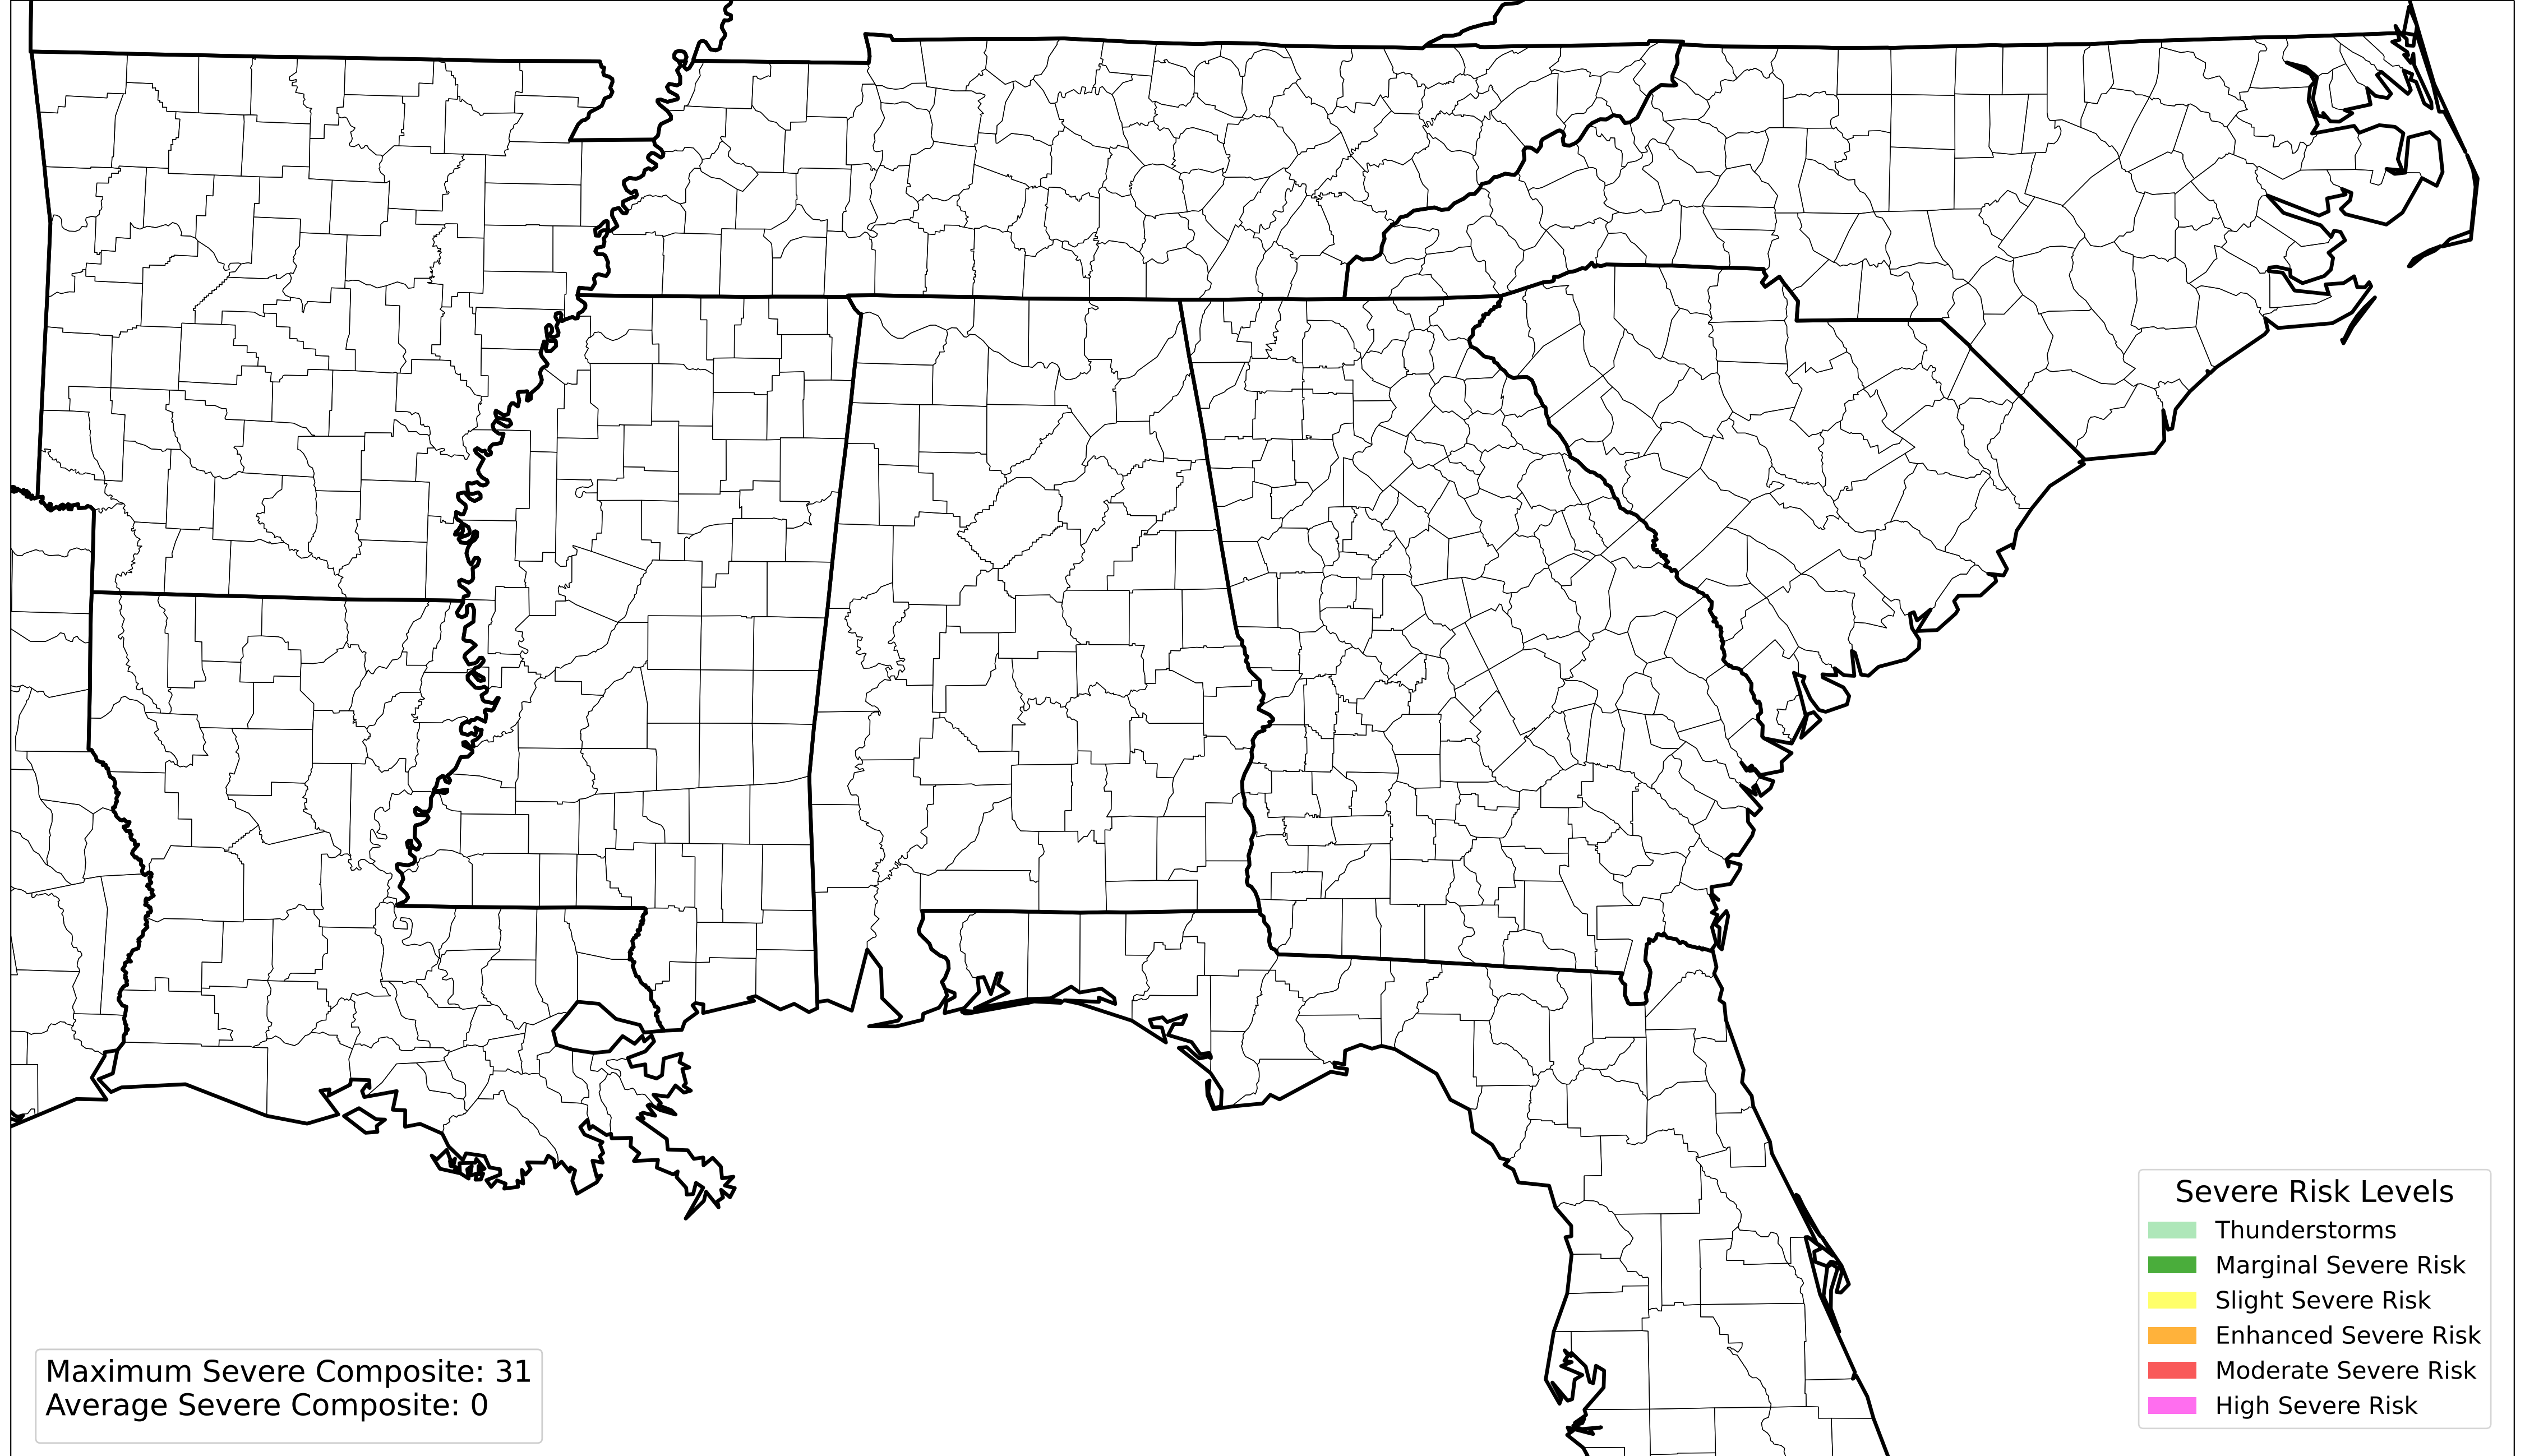 Severe Risk Levels
Thunderstorms
Marginal Severe Risk
Slight Severe Risk
Enhanced Severe Risk
Moderate Severe Risk
High Severe Risk
Maximum Severe Composite: 31
Average Severe Composite: 0